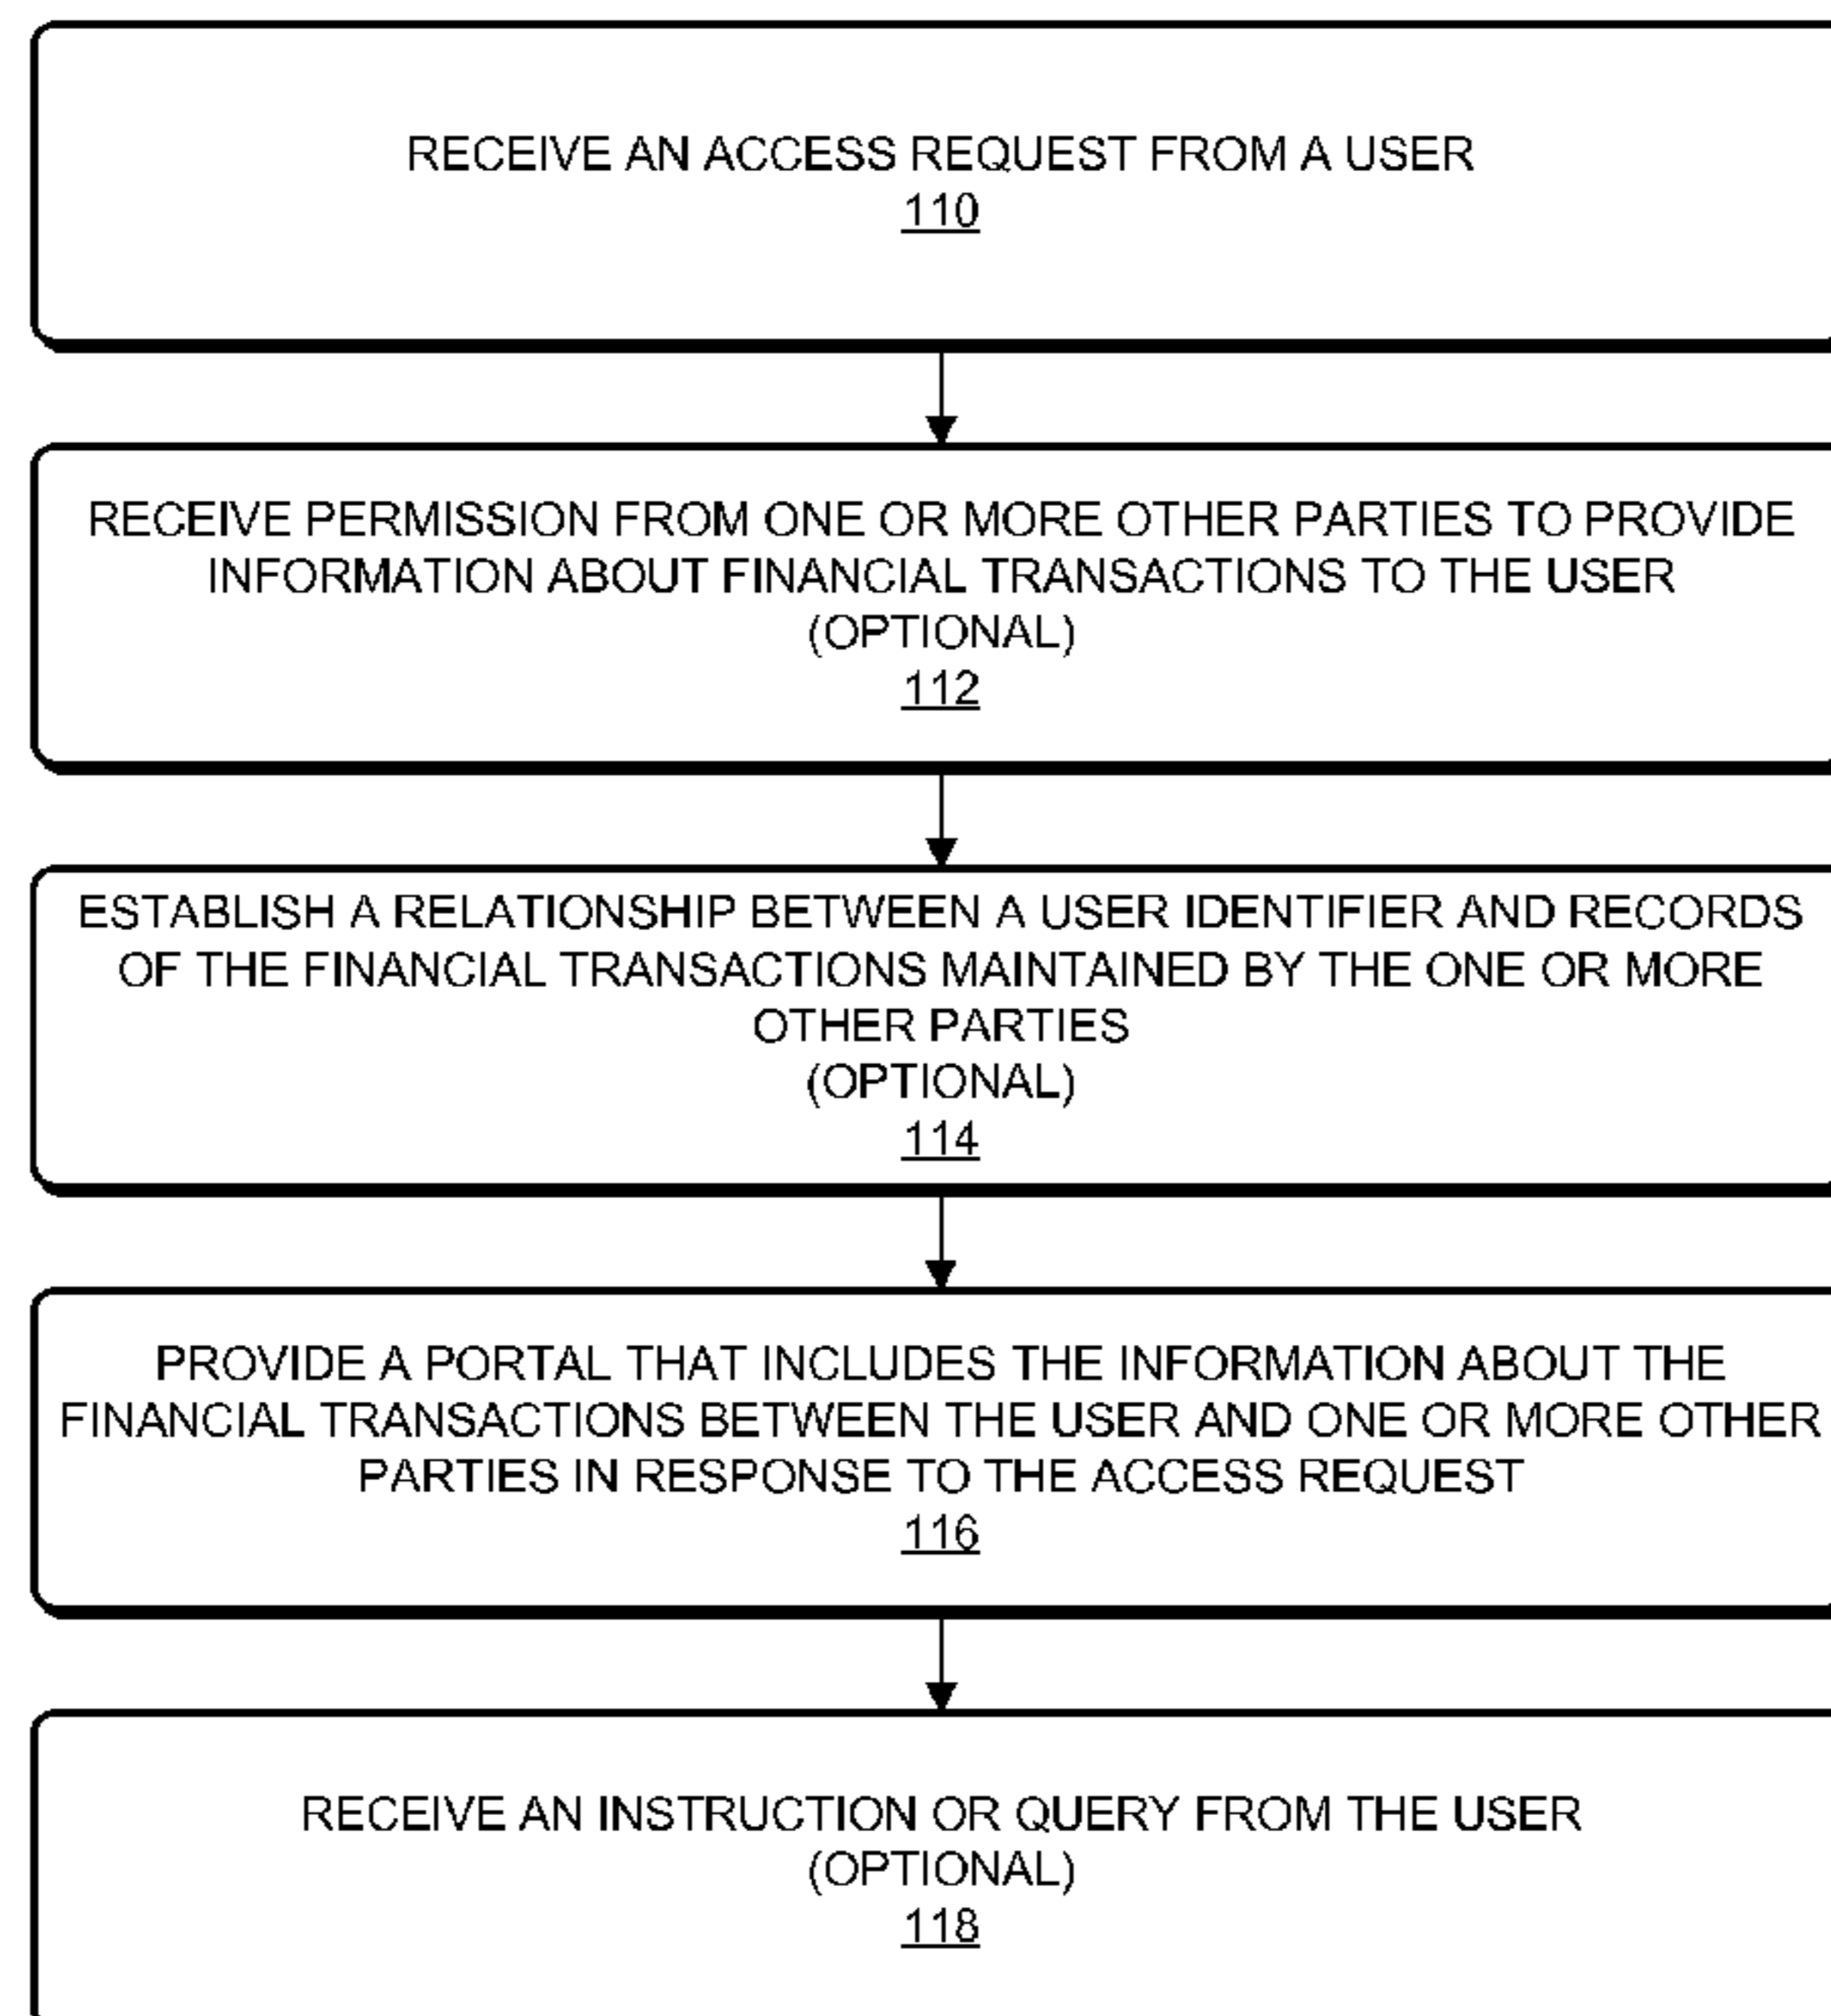 RECEIVE AN ACCESS REQUEST FROM A USER
110
RECEIVE PERMISSION FROM ONE OR MORE OTHER PARTIES TO PROVIDE
INFORMATION ABOUT FINANCIAL TRANSACTIONS TO THE USER
(OPTIONAL)
112
ESTABLISH A RELATIONSHIP BETWEEN A USER IDENTIFIER AND RECORDS
OF THE FINANCIAL TRANSACTIONS MAINTAINED BY THE ONE OR MORE
OTHER PARTIES
(OPTIONAL)
114
PROVIDE A PORTAL THAT INCLUDES THE INFORMATION ABOUT THE
FINANCIAL TRANSACTIONS BETWEEN THE USER AND ONE OR MORE OTHER
PARTIES IN RESPONSE TO THE ACCESS REQUEST
116
RECEIVE AN INSTRUCTION OR QUERY FROM THE USER
(OPTIONAL)
118